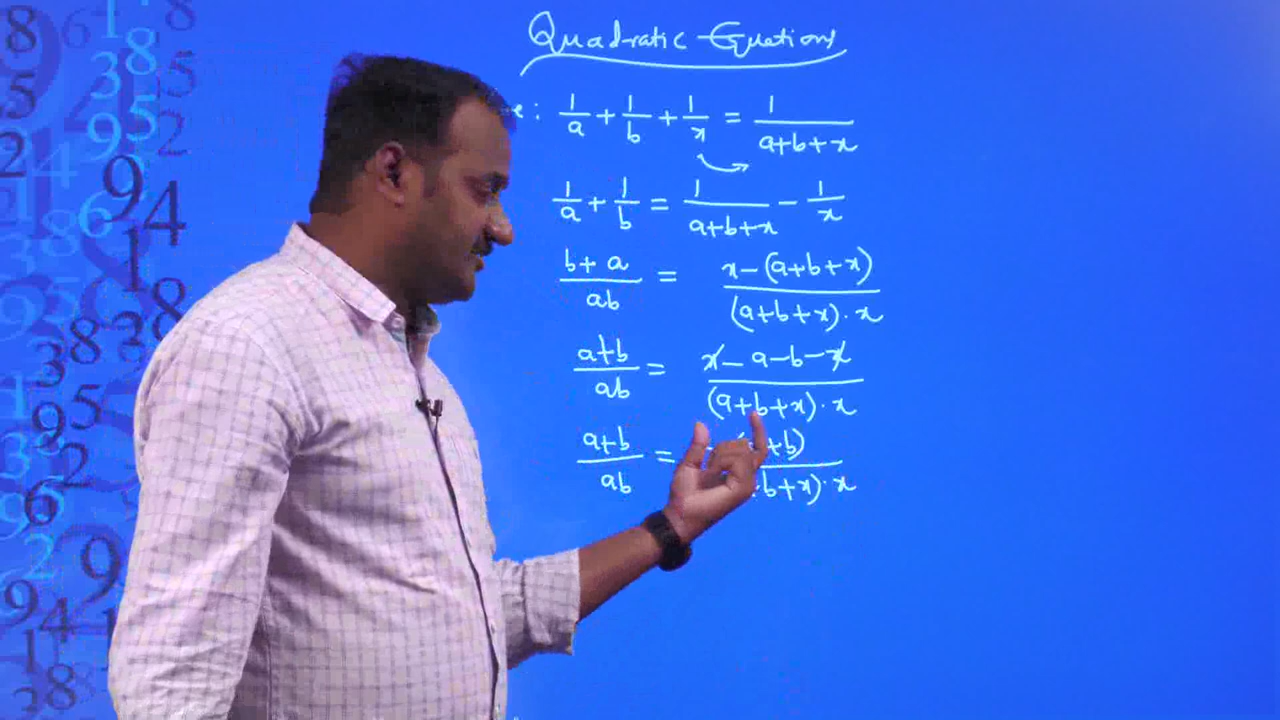 Quadratic Equations
e: 1/a + 1/b + 1/x = 1/(a+b+x)
1/a + 1/b = 1/(a+b+x) - 1/x
(b+a)/ab = (x-(a+b+x))/((a+b+x)·x)
(a+b)/ab = (x-a-b-x)/((a+b+x)·x)
(a+b)/ab = +b)/(b+x)·x